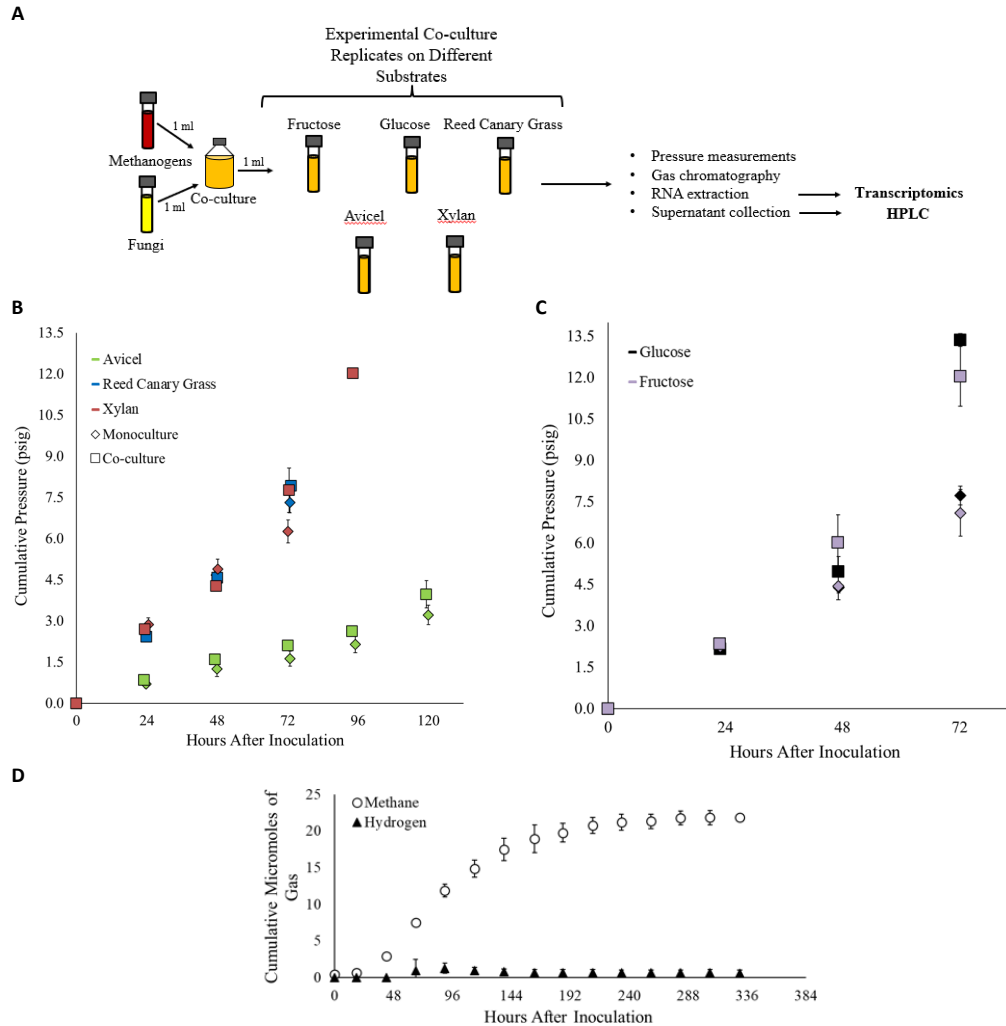 A
Experimental Co-culture
Replicates on Different
Substrates
1 ml
Methanogens
1 ml
Fungi
Co-culture
1 ml
Fructose
Glucose
Reed Canary Grass
Avicel
Xylan
• Pressure measurements
• Gas chromatography
• RNA extraction
• Supernatant collection
Transcriptomics
HPLC
B
Cumulative Pressure (psig)
13.5
12.0
10.5
9.0
7.5
6.0
4.5
3.0
1.5
0.0
Avicel
Reed Canary Grass
Xylan
Monoculture
Co-culture
0 24 48 72 96 120
Hours After Inoculation
C
Cumulative Pressure (psig)
13.5
12.0
10.5
9.0
7.5
6.0
4.5
3.0
1.5
0.0
Glucose
Fructose
0 24 48 72
Hours After Inoculation
D
Cumulative Micromoles of
Gas
25
20
15
10
5
0
Methane
Hydrogen
0 48 96 144 192 240 288 336 384
Hours After Inoculation